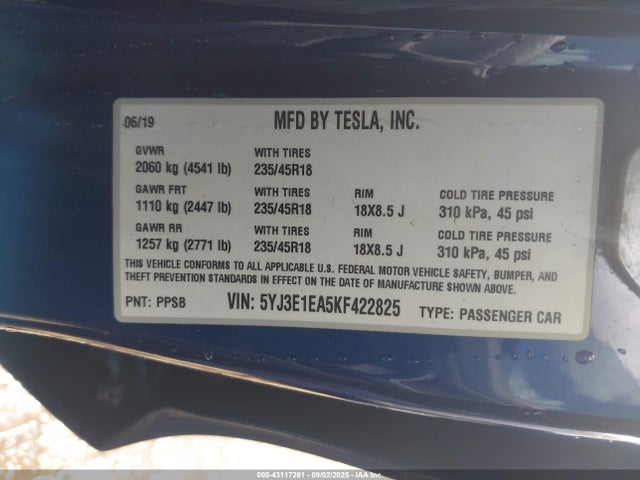 06/19 MFD BY TESLA, INC.
GVWR WITH TIRES
2060 kg (4541 lb) 235/45R18
GAWR FRT WITH TIRES RIM COLD TIRE PRESSURE
1110 kg (2447 lb) 235/45R18 18X8.5 J 310 kPa, 45 psi
GAWR RR WITH TIRES RIM COLD TIRE PRESSURE
1257 kg (2771 lb) 235/45R18 18X8.5 J 310 kPa, 45 psi
THIS VEHICLE CONFORMS TO ALL APPLICABLE U.S. FEDERAL MOTOR VEHICLE SAFETY, BUMPER, AND
THEFT PREVENTION STANDARDS IN EFFECT ON THE DATE OF MANUFACTURE SHOWN ABOVE.
PNT: PPSB VIN: 5YJ3E1EA5KF422825 TYPE: PASSENGER CAR
000-43117261 - 09/02/2025 - IAA Inc.